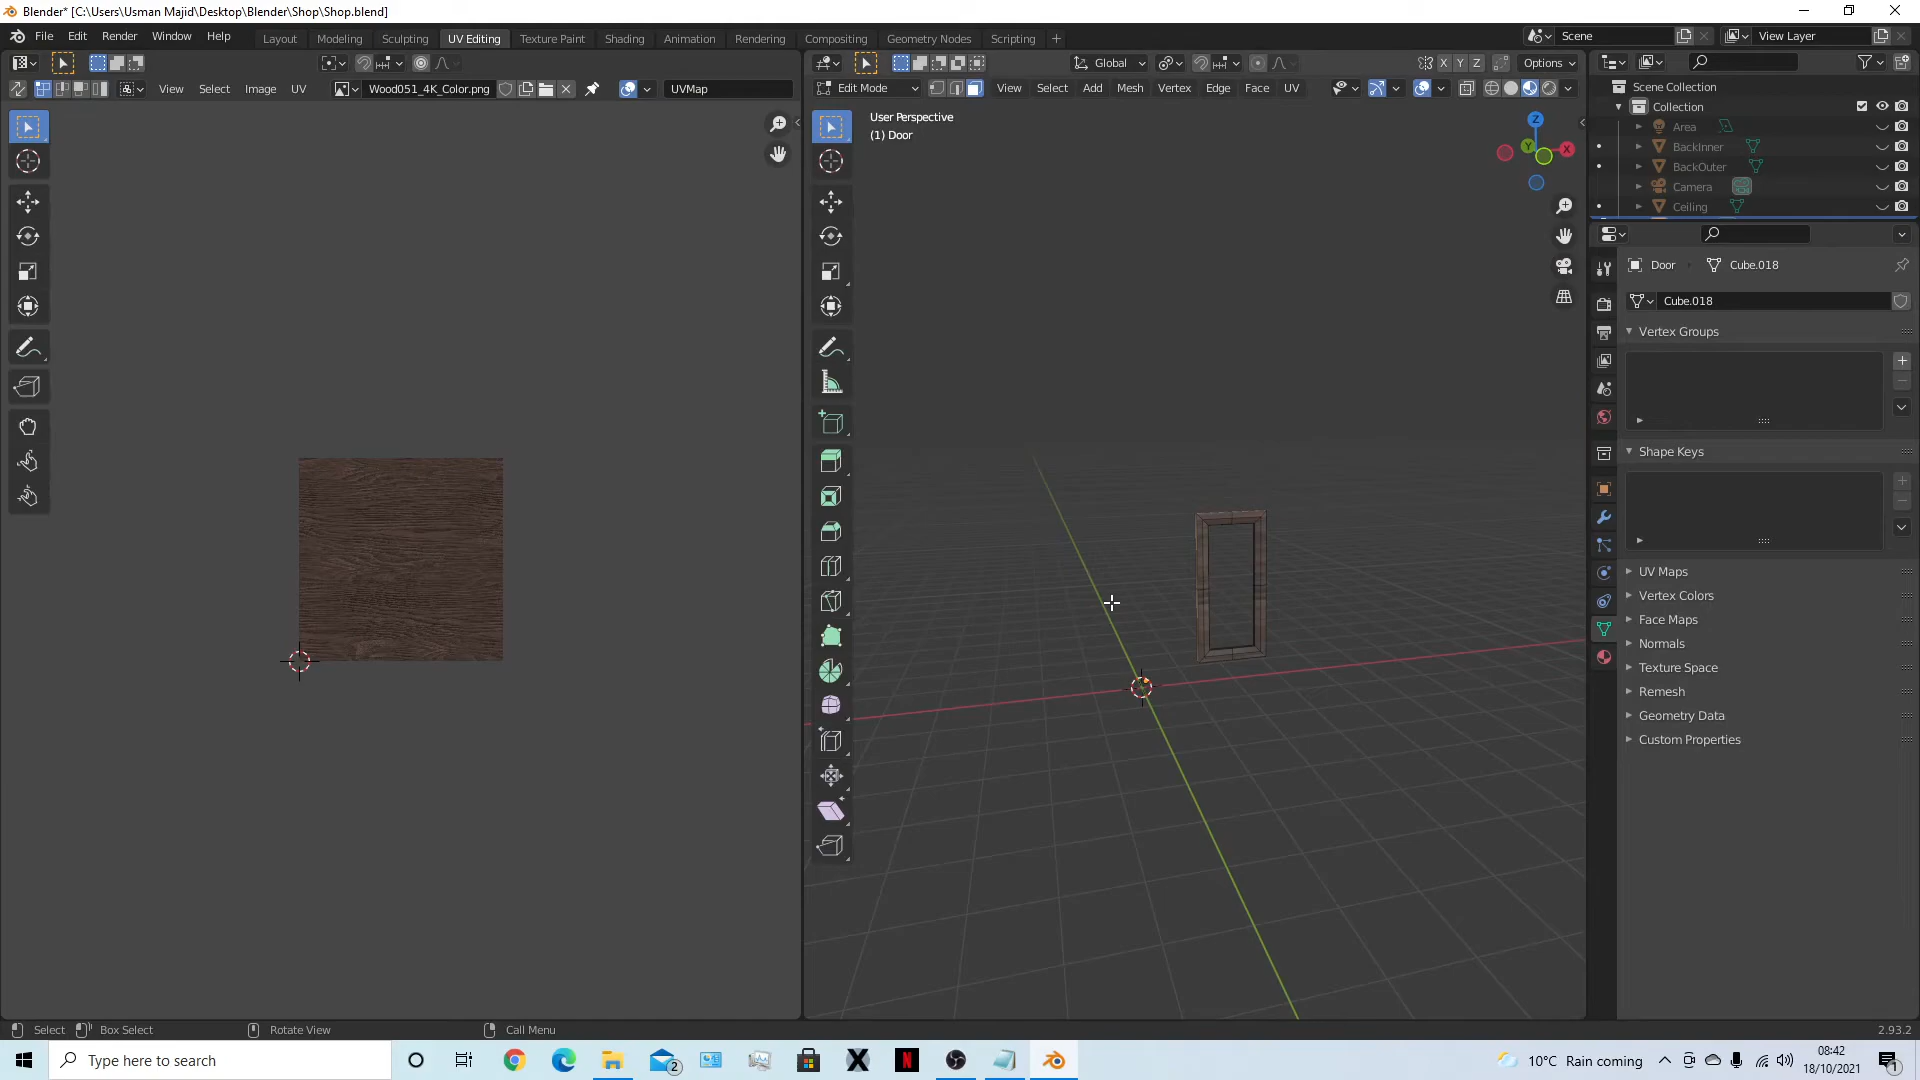 Blender* [C:\Users\Usman Majid\Desktop\Blender\Shop\Shop.blend]
File Edit Render Window Help Layout Modeling Sculpting UV Editing Texture Paint Shading Animation Rendering Compositing Geometry Nodes Scripting + Scene View Layer
Global X Y Z Options
View Select Image UV Wood051_4K_Color.png UVMap Edit Mode View Select Add Mesh Vertex Edge Face UV
User Perspective
(1) Door
Z
Y
X
Scene Collection
Collection
Area
BackInner
BackOuter
Camera
Ceiling
Door Cube.018
Cube.018
Vertex Groups
Shape Keys
UV Maps
Vertex Colors
Face Maps
Normals
Texture Space
Remesh
Geometry Data
Custom Properties
Select Box Select Rotate View Call Menu 2.93.2
Type here to search 2 X N 10°C Rain coming 08:42
18/10/2021 1